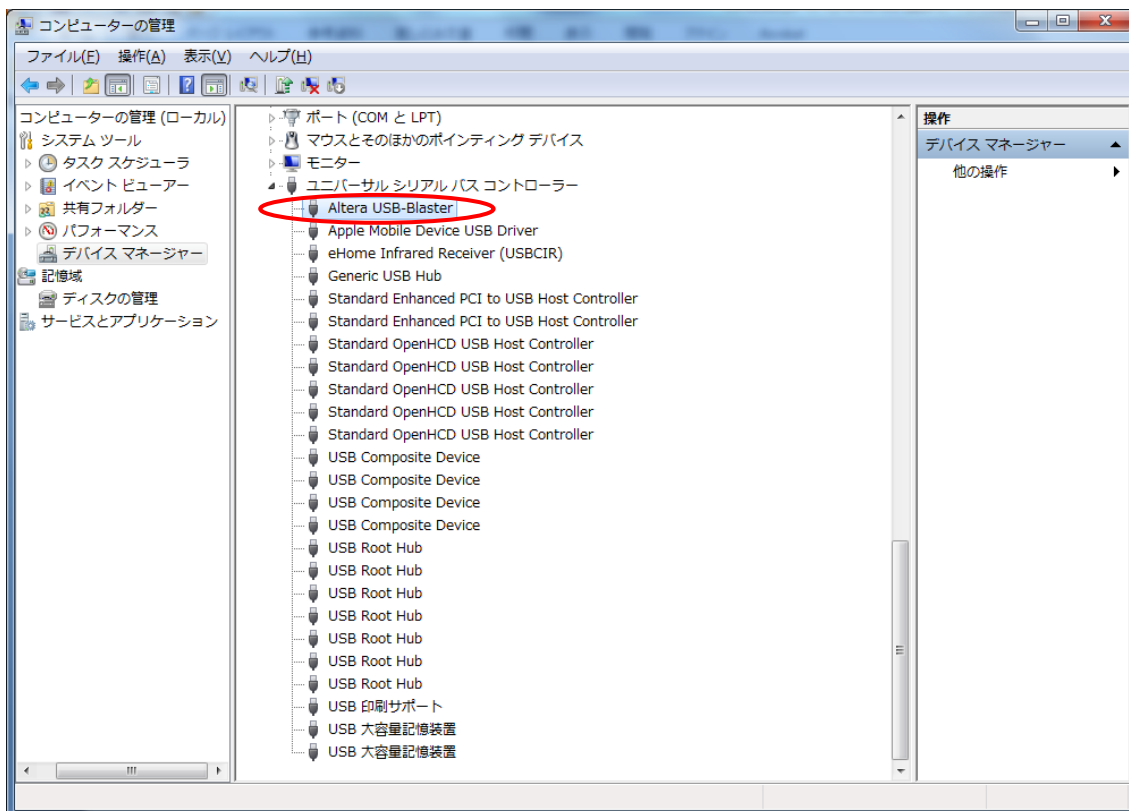 コンピューターの管理
ファイル(F) 操作(A) 表示(V) ヘルプ(H)
コンピューターの管理 (ローカル)
システム ツール
タスク スケジューラ
イベント ビューアー
共有フォルダー
パフォーマンス
デバイス マネージャー
記憶域
ディスクの管理
サービスとアプリケーション
ポート (COM と LPT)
マウスとそのほかのポインティング デバイス
モニター
ユニバーサル シリアル バス コントローラー
Altera USB-Blaster
Apple Mobile Device USB Driver
eHome Infrared Receiver (USBCIR)
Generic USB Hub
Standard Enhanced PCI to USB Host Controller
Standard Enhanced PCI to USB Host Controller
Standard OpenHCD USB Host Controller
Standard OpenHCD USB Host Controller
Standard OpenHCD USB Host Controller
Standard OpenHCD USB Host Controller
Standard OpenHCD USB Host Controller
USB Composite Device
USB Composite Device
USB Composite Device
USB Composite Device
USB Root Hub
USB Root Hub
USB Root Hub
USB Root Hub
USB Root Hub
USB Root Hub
USB Root Hub
USB 印刷サポート
USB 大容量記憶装置
USB 大容量記憶装置
操作
デバイス マネージャー
他の操作